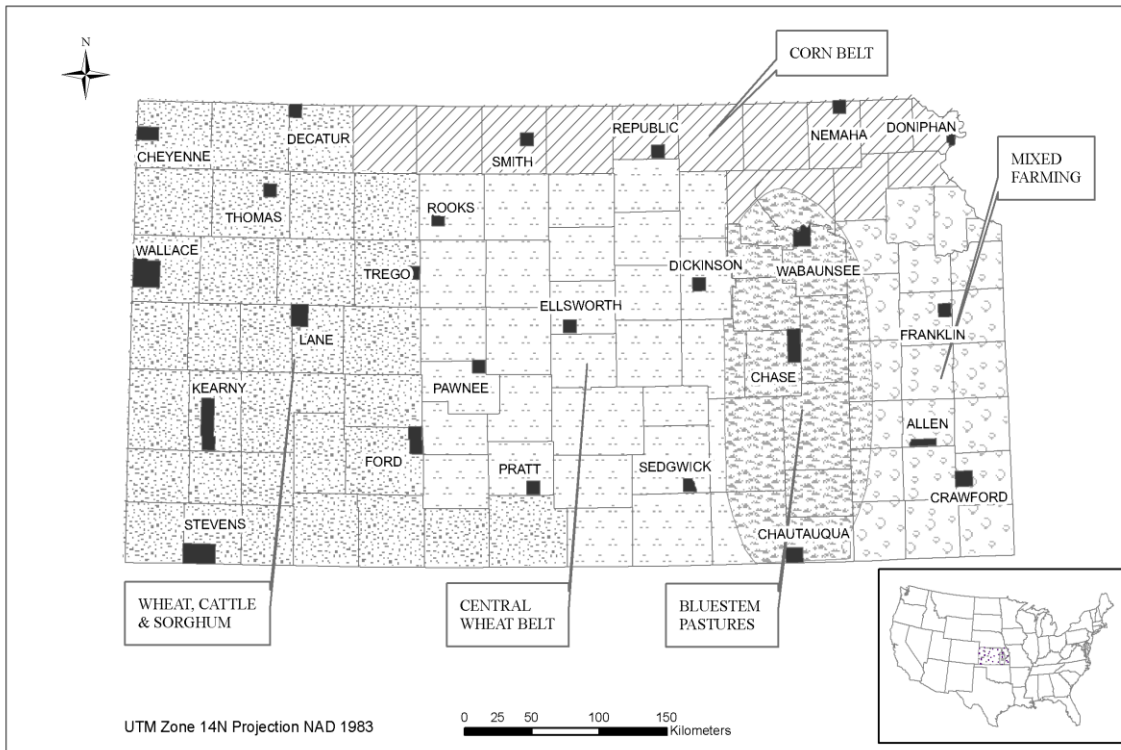 N
CORN BELT
DECATUR
CHEYENNE
SMITH
REPUBLIC
NEMAHA
DONIPHAN
MIXED
FARMING
THOMAS
ROOKS
WALLACE
TREGO
DICKINSON
WABAUNSEE
ELLSWORTH
LANE
FRANKLIN
KEARNY
PAWNEE
CHASE
ALLEN
FORD
PRATT
SEDGWICK
CRAWFORD
STEVENS
CHAUTAUQUA
WHEAT, CATTLE
& SORGHUM
CENTRAL
WHEAT BELT
BLUESTEM
PASTURES
UTM Zone 14N Projection NAD 1983
0 25 50 100 150
Kilometers